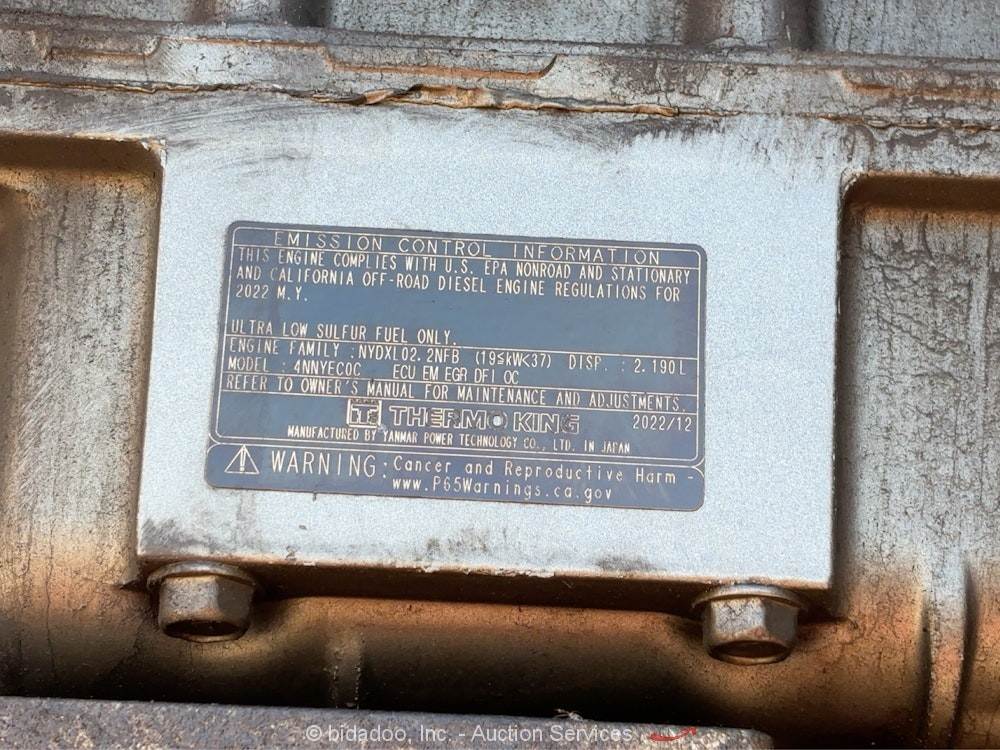 EMISSION CONTROL INFORMATION
THIS ENGINE COMPLIES WITH U.S. EPA NONROAD AND STATIONARY
AND CALIFORNIA OFF-ROAD DIESEL ENGINE REGULATIONS FOR
2022 M.Y.
ULTRA LOW SULFUR FUEL ONLY.
ENGINE FAMILY : NYDXL02.2NFB (19≦kW<37) DISP. : 2.190L
MODEL : 4NNYEC0C ECU EM EGR DFI OC
REFER TO OWNER'S MANUAL FOR MAINTENANCE AND ADJUSTMENTS.
THERMO KING 2022/12
MANUFACTURED BY YANMAR POWER TECHNOLOGY CO., LTD. IN JAPAN
WARNING: Cancer and Reproductive Harm -
www.P65Warnings.ca.gov
© bidadoo, Inc. - Auction Services